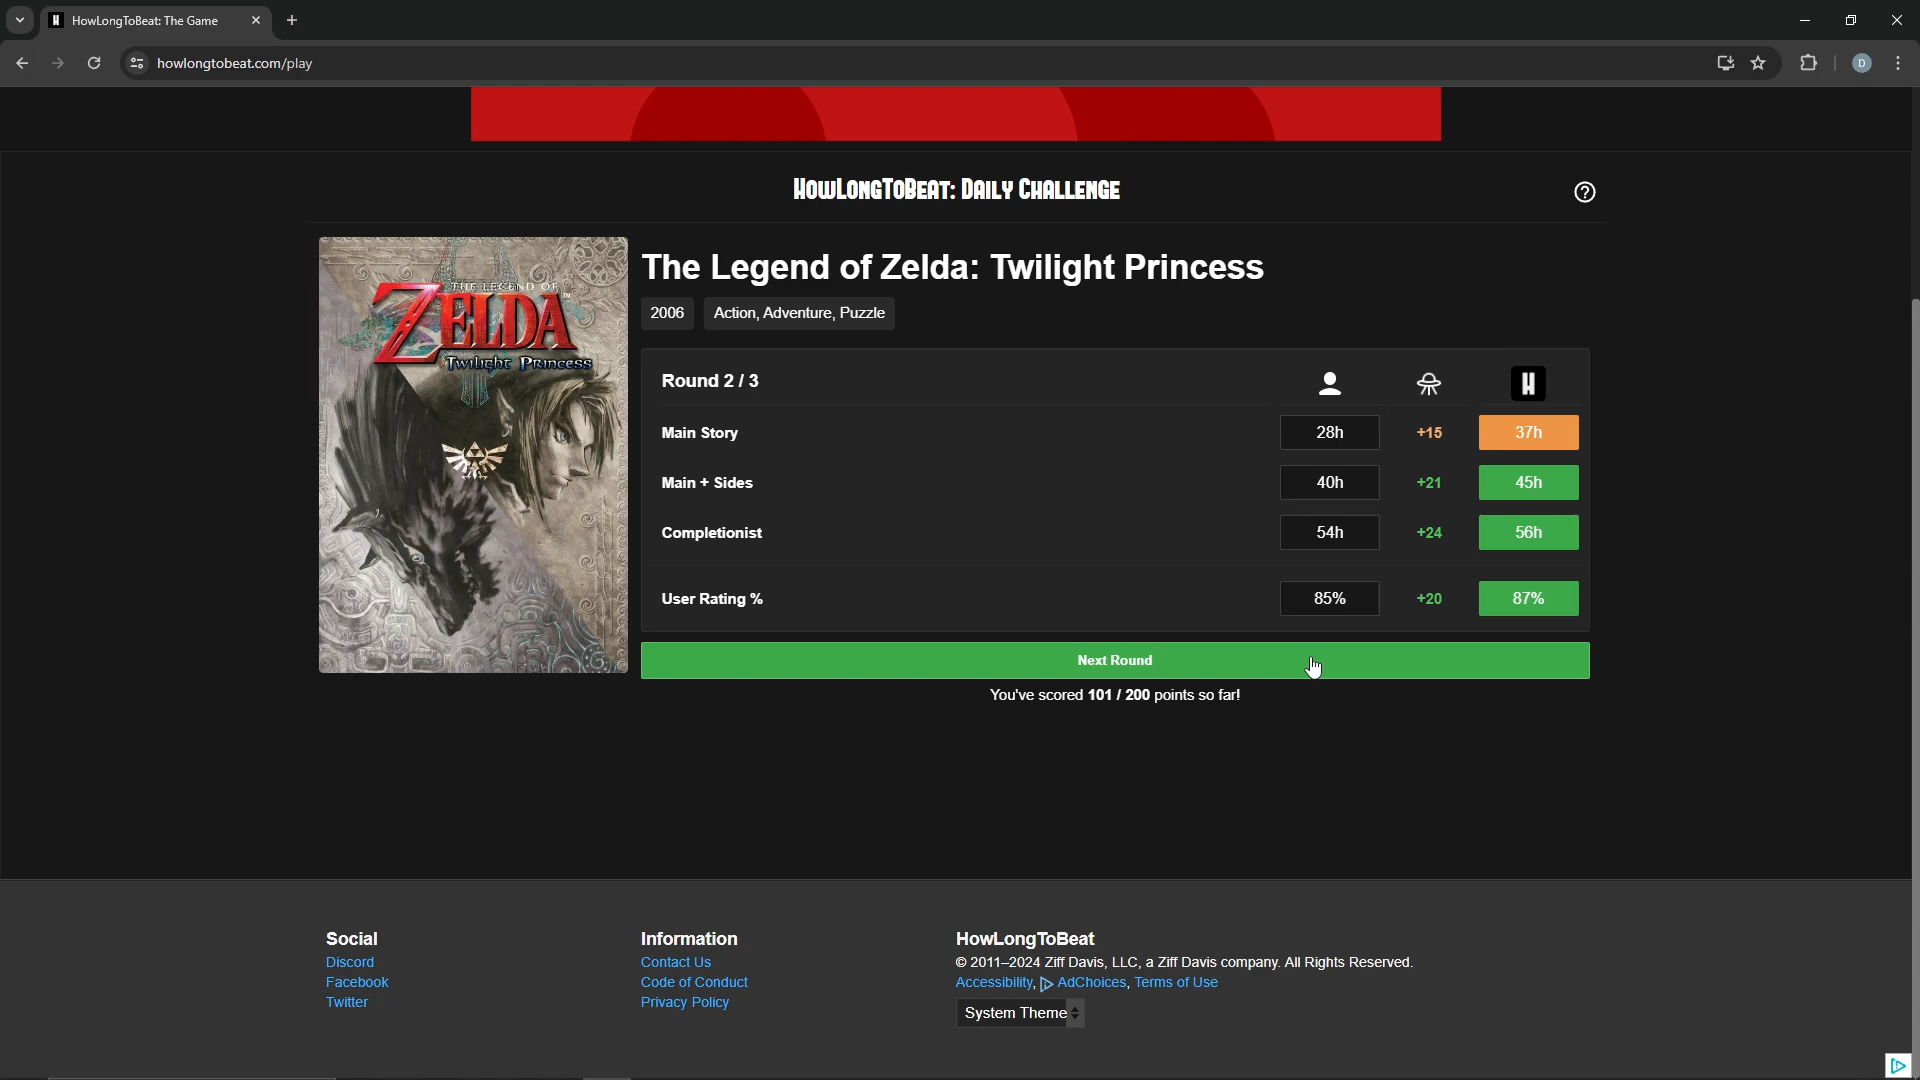 HowLongToBeat: The Game
howlongtobeat.com/play
D
HowLongToBeat: Daily Challenge
THE LEGEND OF
ZELDA
Twilight Princess
The Legend of Zelda: Twilight Princess
2006
Action, Adventure, Puzzle
Round 2 / 3
Main Story 28h +15 37h
Main + Sides 40h +21 45h
Completionist 54h +24 56h
User Rating % 85% +20 87%
Next Round
You've scored 101 / 200 points so far!
Social
Discord
Facebook
Twitter
Information
Contact Us
Code of Conduct
Privacy Policy
HowLongToBeat
© 2011–2024 Ziff Davis, LLC, a Ziff Davis company. All Rights Reserved.
Accessibility, AdChoices, Terms of Use
System Theme